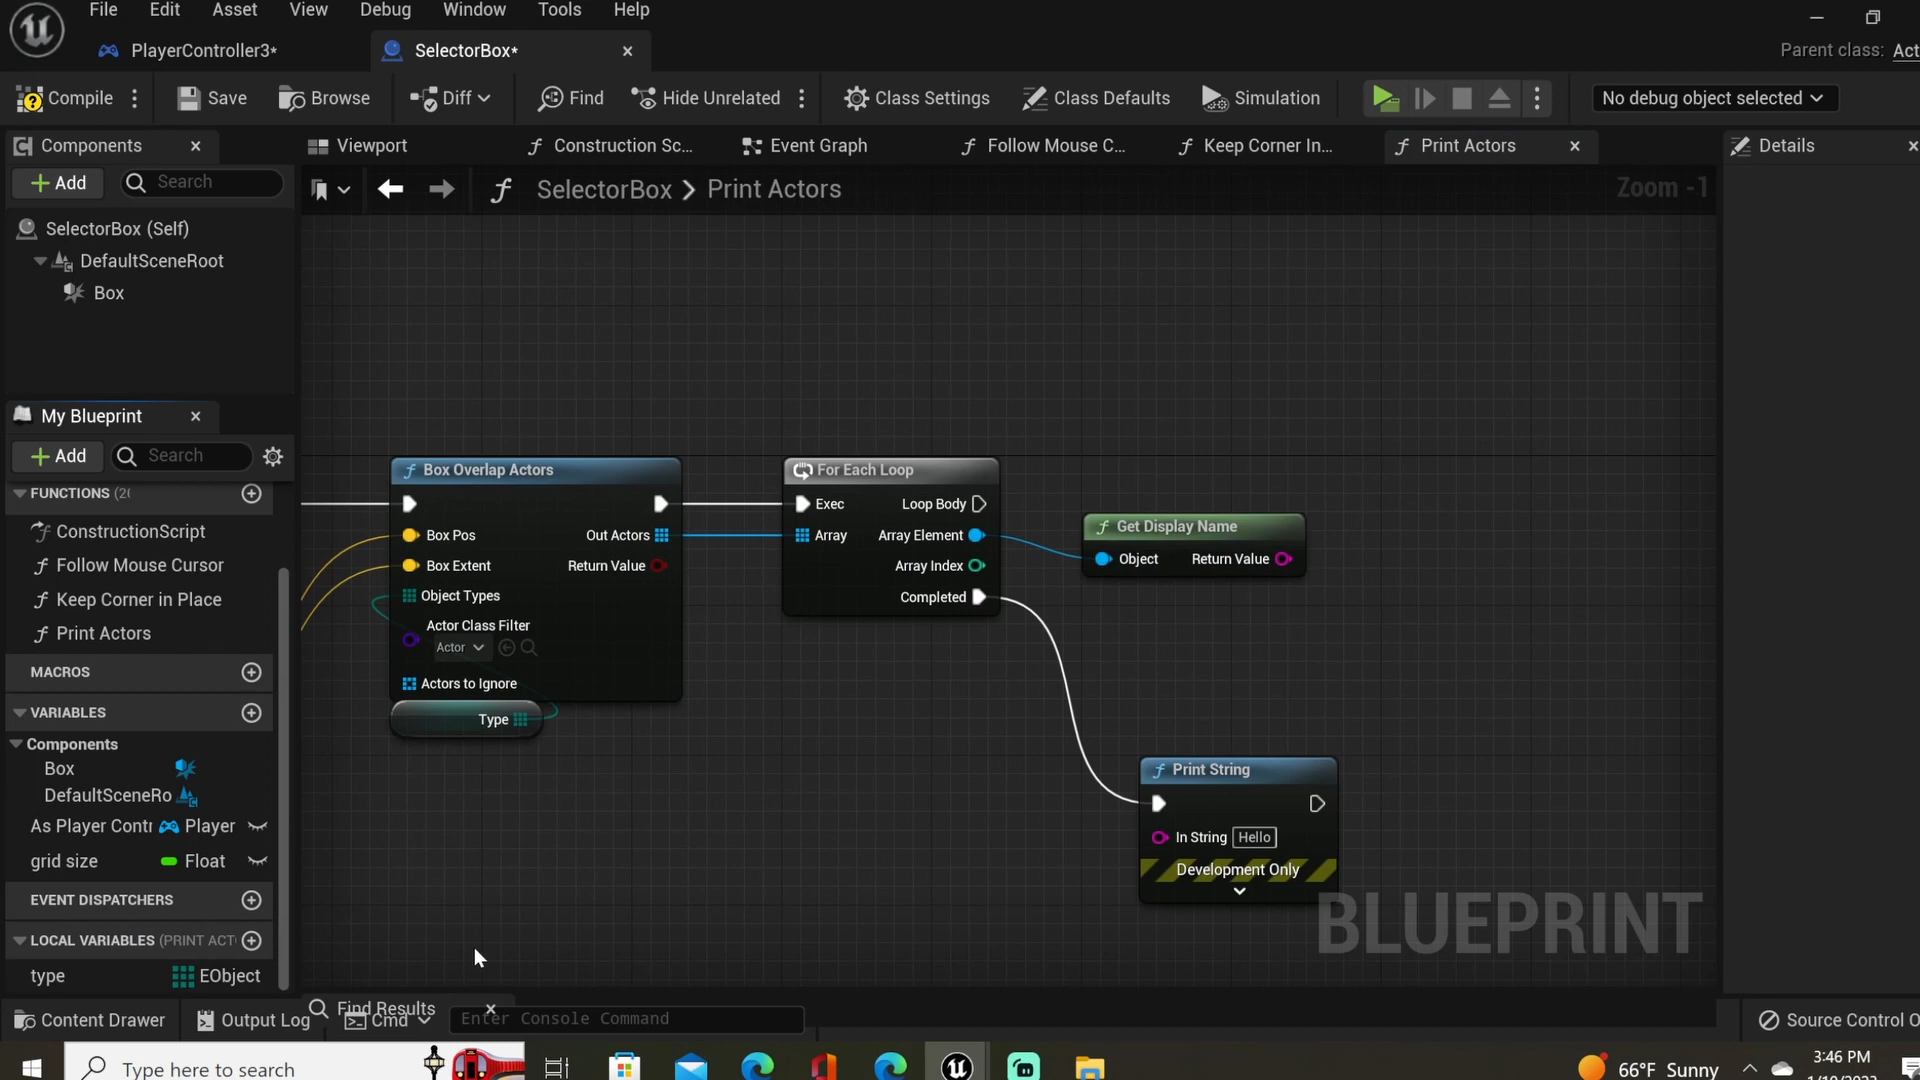 File Edit Asset View Debug Window Tools Help
PlayerController3*
SelectorBox*
Parent class: Act
Compile Save Browse Diff Find Hide Unrelated Class Settings Class Defaults Simulation No debug object selected
Components
Viewport Construction Sc... Event Graph Follow Mouse C... Keep Corner In... Print Actors Details
+ Add Search
SelectorBox > Print Actors
Zoom -1
SelectorBox (Self)
DefaultSceneRoot
Box
My Blueprint
+ Add Search
FUNCTIONS (20
ConstructionScript
Follow Mouse Cursor
Keep Corner in Place
Print Actors
MACROS
VARIABLES
Components
Box
DefaultSceneRo
As Player Contr Player
grid size Float
EVENT DISPATCHERS
LOCAL VARIABLES (PRINT ACT
type EObject
Box Overlap Actors
Box Pos Out Actors
Box Extent Return Value
Object Types
Actor Class Filter
Actor
Actors to Ignore
Type
For Each Loop
Exec Loop Body
Array Array Element
Array Index
Completed
Get Display Name
Object Return Value
Print String
In String Hello
Development Only
BLUEPRINT
Find Results
Content Drawer Output Log Cmd Enter Console Command Source Control O
Type here to search
66°F Sunny
3:46 PM